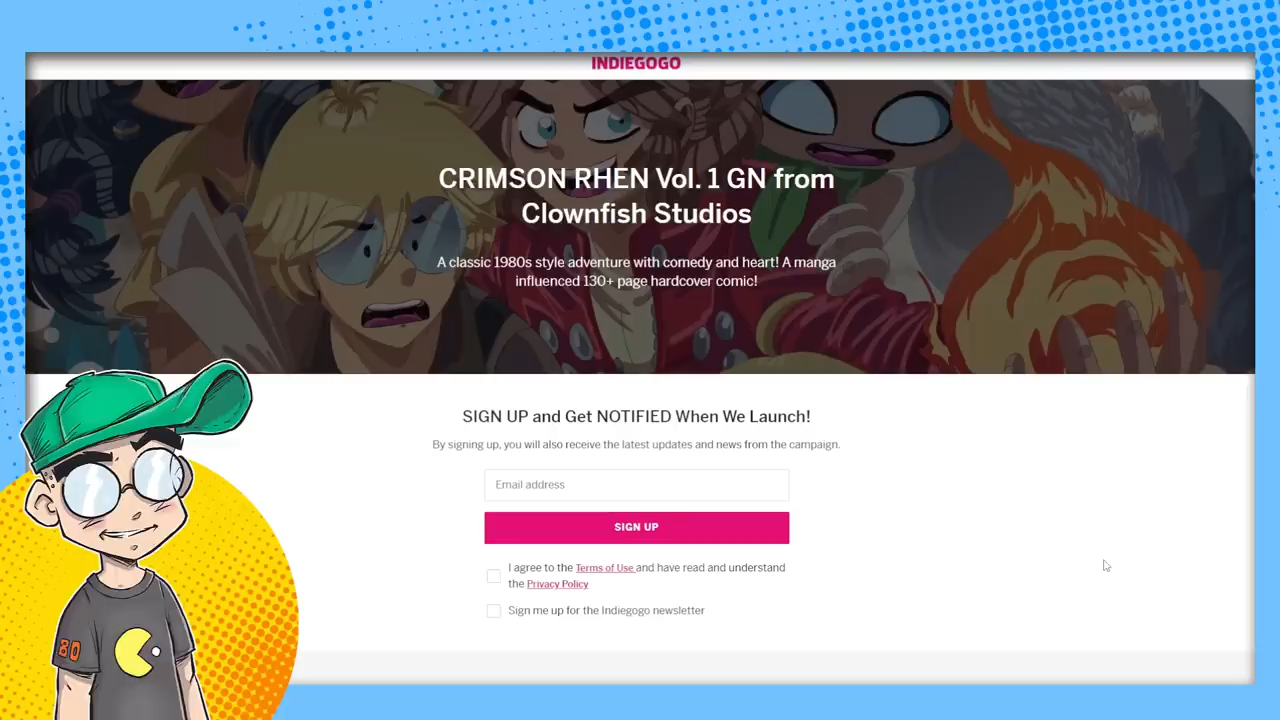 INDIEGOGO
CRIMSON RHEN Vol. 1 GN from
Clownfish Studios
A classic 1980s style adventure with comedy and heart! A manga
influenced 130+ page hardcover comic!
SIGN UP and Get NOTIFIED When We Launch!
By signing up, you will also receive the latest updates and news from the campaign.
Email address
SIGN UP
I agree to the Terms of Use and have read and understand
the Privacy Policy
Sign me up for the Indiegogo newsletter
80